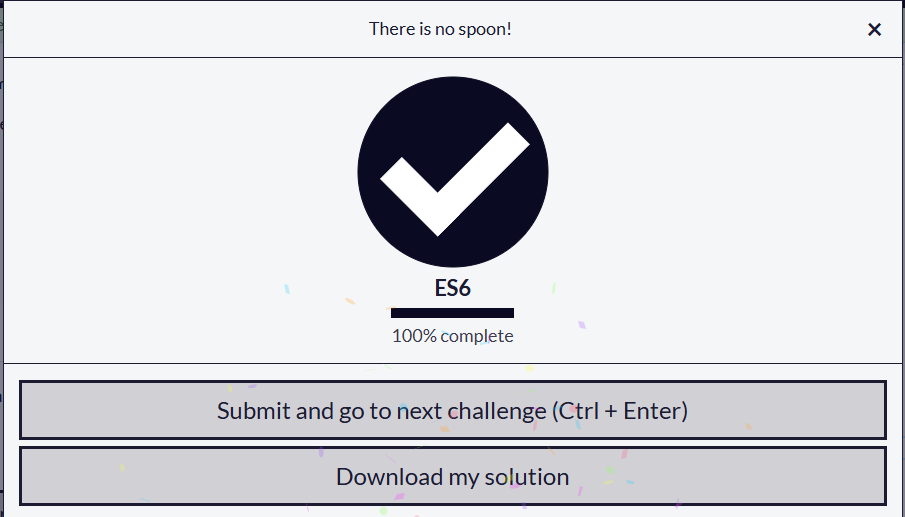 There is no spoon!
ES6
100% complete
Submit and go to next challenge (Ctrl + Enter)
Download my solution